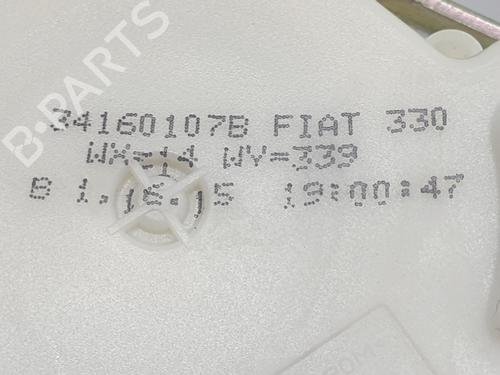 B-PARTS
34160107B FIAT 330
WX=14 WY=339
B 1.16.15 19:00:47